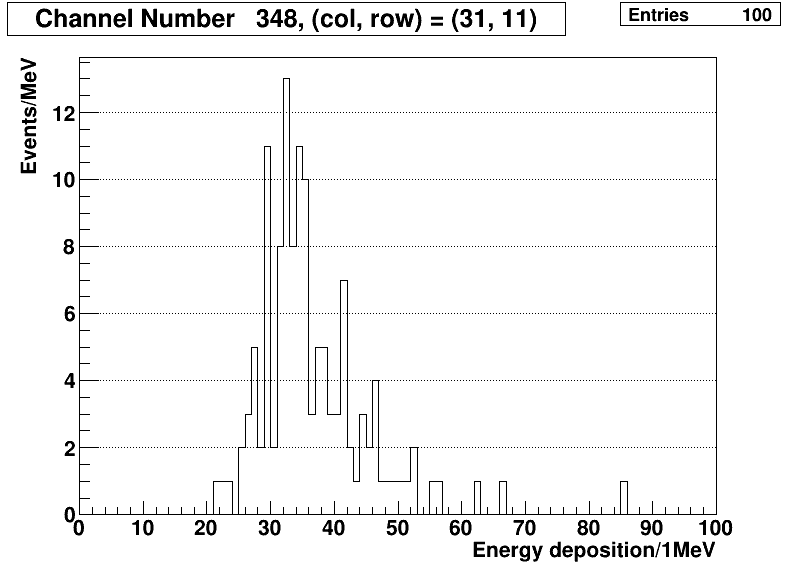 Channel Number 348, (col, row) = (31, 11)
Entries 100
Events/MeV
12
10
8
6
4
2
0
0 10 20 30 40 50 60 70 80 90 100
Energy deposition/1MeV